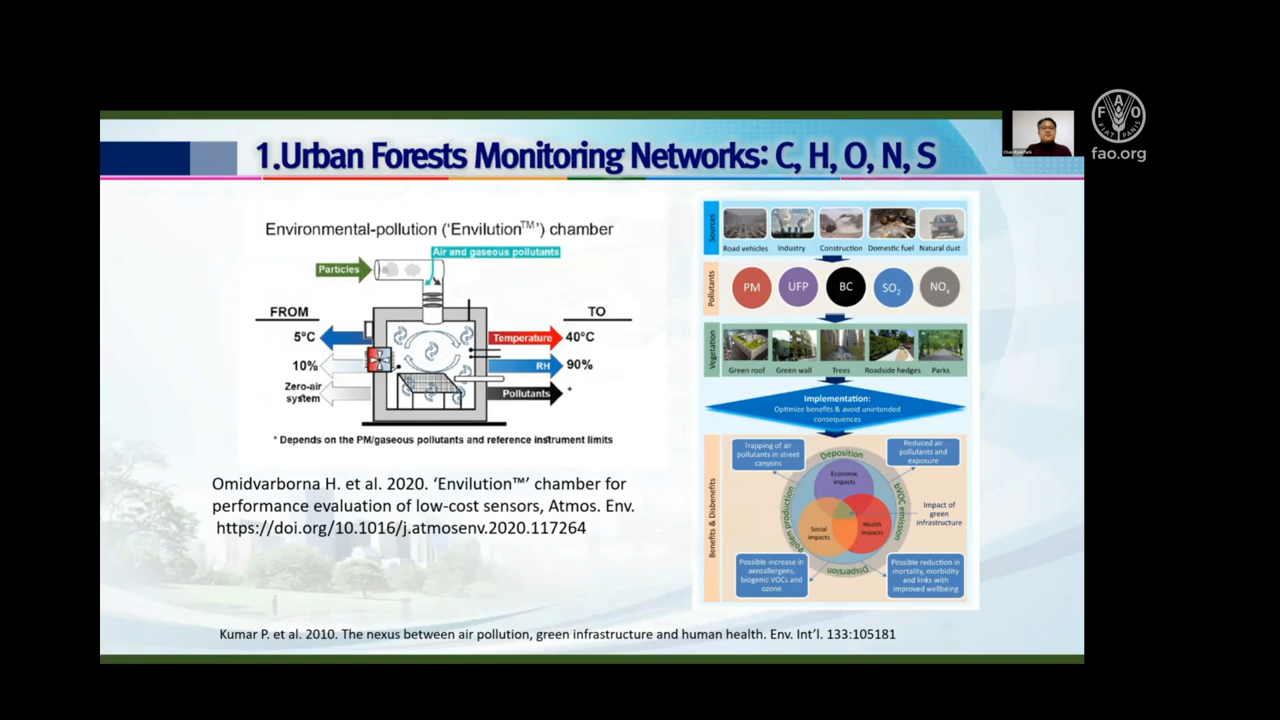 1.Urban Forests Monitoring Networks: C, H, O, N, S
F A O
FIAT PANIS
fao.org
Environmental-pollution ('Envilution™') chamber
Air and gaseous pollutants
Particles
FROM
TO
5°C
Temperature
40°C
10%
RH
90%
Zero-air
system
Pollutants
*
* Depends on the PM/gaseous pollutants and reference instrument limits
Omidvarborna H. et al. 2020. 'Envilution™' chamber for
performance evaluation of low-cost sensors, Atmos. Env.
https://doi.org/10.1016/j.atmosenv.2020.117264
Sources
Road vehicles
Industry
Construction
Domestic fuel
Natural dust
Pollutants
PM
UFP
BC
SO2
NOx
Vegetation
Green roof
Green wall
Trees
Roadside hedges
Parks
Implementation:
Optimize benefits & avoid unintended
consequences
Benefits & Disbenefits
Trapping of air
pollutants in street
canyons
Reduced air
pollutants and
exposure
Deposition
bVOC emission
Dispersion
Pollen production
Economic
impacts
Social
impacts
Health
impacts
Impact of
green
infrastructure
Possible increase in
aeroallergens,
biogenic VOCs and
ozone
Possible reduction in
mortality, morbidity
and links with
improved wellbeing
Kumar P. et al. 2010. The nexus between air pollution, green infrastructure and human health. Env. Int'l. 133:105181